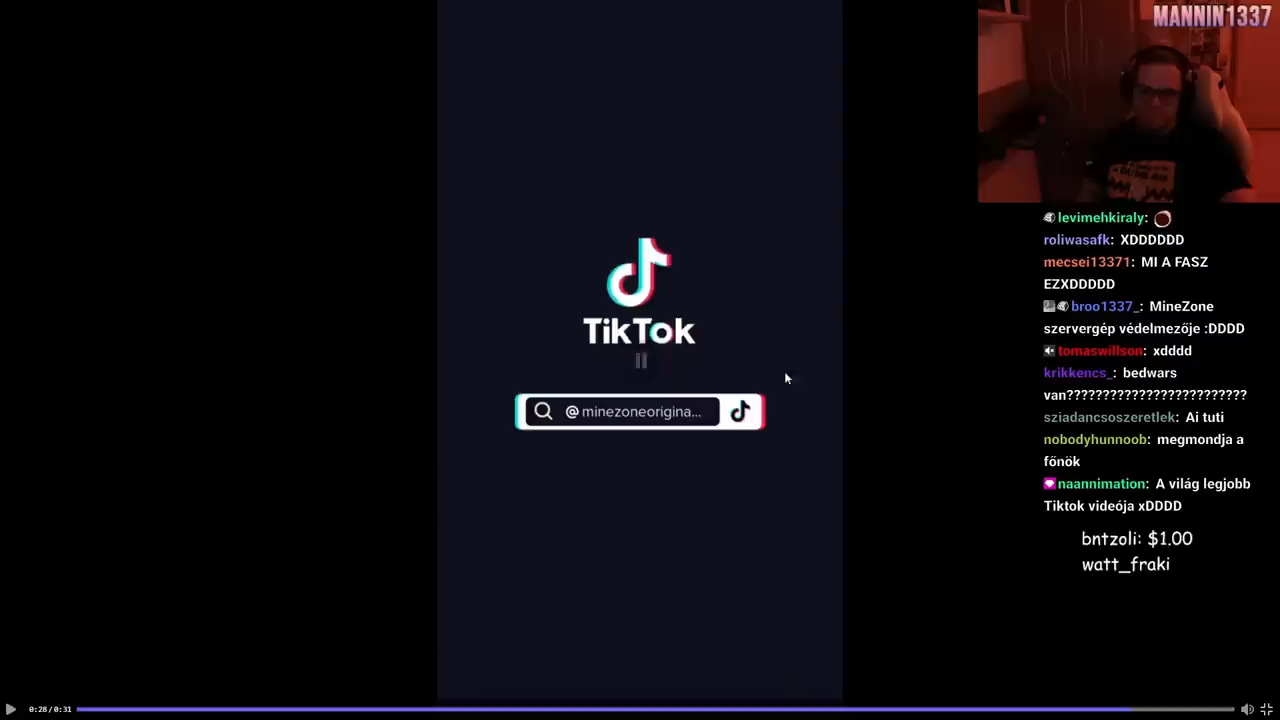 MANNIN1337
TikTok
@minezoneorigina...
levimehkiraly:
roliwasafk: XDDDDDD
mecsei13371: MI A FASZ
EZXDDDDD
broo1337_: MineZone
szervergép védelmezője :DDDD
tomaswillson: xdddd
krikkencs_: bedwars
van?????????????????????????
sziadancsoszeretlek: Ai tuti
nobodyhunnoob: megmondja a
főnök
naannimation: A világ legjobb
Tiktok videója xDDDD
bntzoli: $1.00
watt_fraki
0:28/0:31